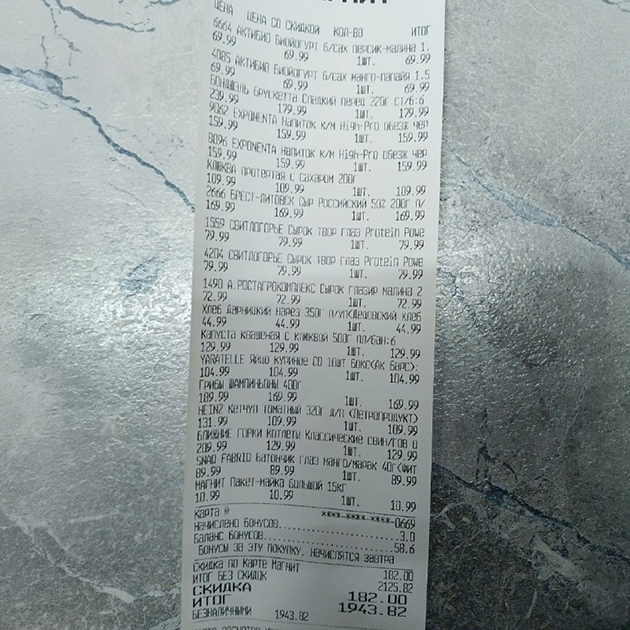 ЦЕНА ЦЕНА СО СКИДКОЙ КОЛ-ВО ИТОГ
6664 АКТИБИО Биойогурт б/сах персик-малина 1.
69.99 69.99 1шт. 69.99
4085 АКТИБИО Биойогурт б/сах манго-папайя 1.5
69.99 69.99 1шт. 69.99
БОНДЮЭЛЬ Брускетта Сладкий перец 220г ст/б:6
239.99 179.99 1шт. 179.99
9062 EXPONENTA Напиток к/м High-Pro обезж чер
159.99 159.99 1шт. 159.99
8096 EXPONENTA Напиток к/м High-Pro обезж чер
159.99 159.99 1шт. 159.99
Клюква протертая с сахаром 200г
109.99 109.99 1шт. 109.99
2666 БРЕСТ-ЛИТОВСК Сыр Российский 50% 200г п/
169.99 169.99 1шт. 169.99
1559 СВИТЛОГОРЬЕ Сырок твор глаз Protein Powe
79.99 79.99 1шт. 79.99
4204 СВИТЛОГОРЬЕ Сырок твор глаз Protein Powe
79.99 79.99 1шт. 79.99
1490 А.РОСТАГРОКОМПЛЕКС Сырок глазир малина 2
72.99 72.99 1шт. 72.99
Хлеб Дарницкий нарез 350г п/уп(Дедовский хлеб
44.99 44.99 1шт. 44.99
Капуста квашеная с клюквой 500г пл/бан:6
129.99 129.99 1шт. 129.99
YARATELLE Яйцо куриное С0 10шт бокс(Ак Барс):
104.99 104.99 1шт. 104.99
Грибы Шампиньоны 400г
189.99 169.99 1шт. 169.99
HEINZ Кетчуп томатный 320г д/п (Петропродукт)
131.99 109.99 1шт. 109.99
БЛИЖНИЕ ГОРКИ Котлеты Классические свин/гов о
209.99 129.99 1шт. 129.99
SNAQ FABRIQ Батончик глаз манго/марак 40г(Фит
89.99 89.99 1шт. 89.99
МАГНИТ Пакет-майка большой 15кг
10.99 10.99 1шт. 10.99
Карта № ****-****-****-0669
Начислено бонусов 3.0
Баланс бонусов 58.6
Бонусы за эту покупку, начислятся завтра
Скидка по карте Магнит 182.00
ИТОГ БЕЗ СКИДОК 2125.82
СКИДКА 182.00
ИТОГ 1943.82
БЕЗНАЛИЧНЫМИ 1943.82